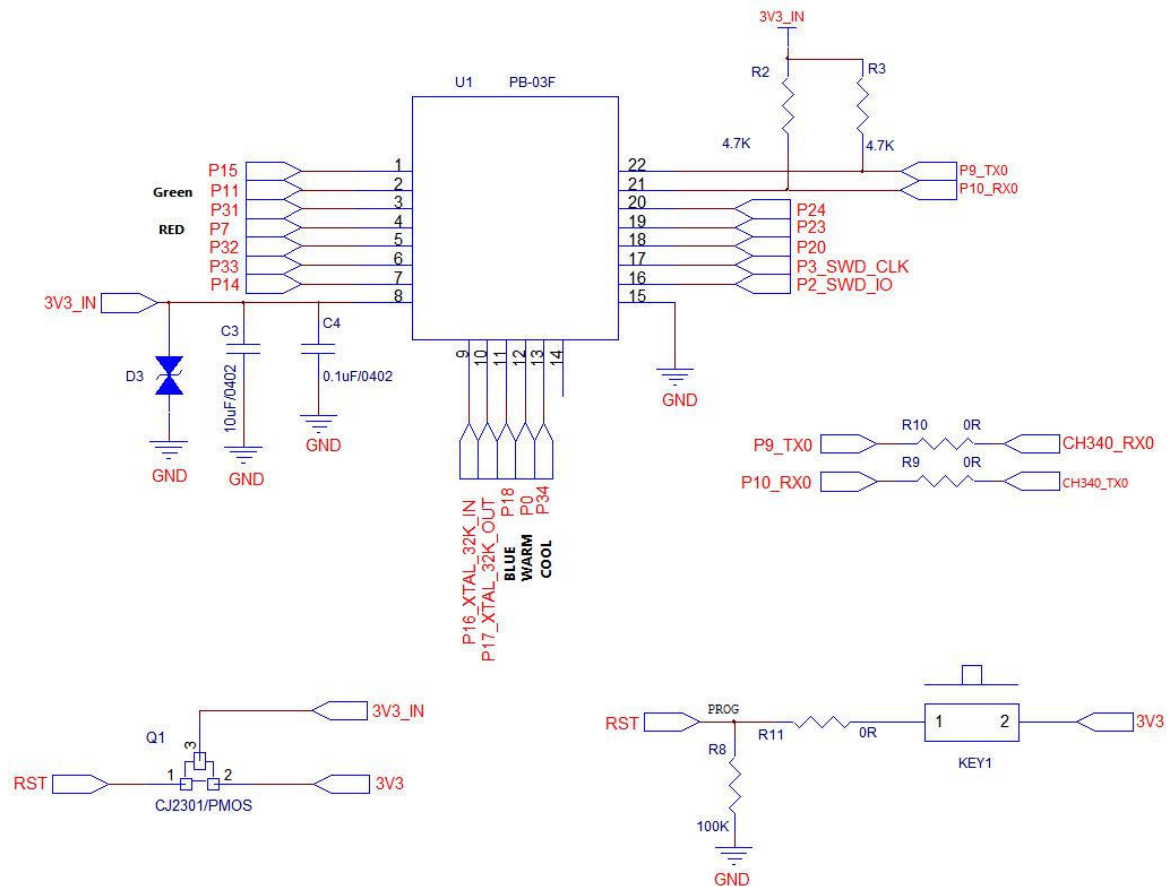 3V3_IN
R2
R3
4.7K
4.7K
U1 PB-03F
P15
1
Green
P11
2
P31
3
RED
P7
4
P32
5
P33
6
P14
7
3V3_IN
8
22
P9_TX0
21
P10_RX0
20
P24
19
P23
18
P20
17
P3_SWD_CLK
16
P2_SWD_IO
15
GND
D3
GND
C3
10uF/0402
GND
C4
0.1uF/0402
GND
9
10
11
12
13
14
P16_XTAL_32K_IN
P17_XTAL_32K_OUT
P18
BLUE
P0
WARM
P34
COOL
P9_TX0
R10
0R
CH340_RX0
P10_RX0
R9
0R
CH340_TX0
3V3_IN
Q1
3
RST
1
2
3V3
CJ2301/PMOS
RST
PROG
R11
0R
1
2
3V3
KEY1
R8
100K
GND